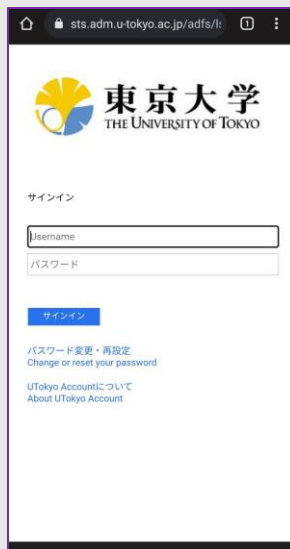 sts.adm.u-tokyo.ac.jp/adfs/l
1
東京大学
THE UNIVERSITY OF TOKYO
サインイン
Username
パスワード
サインイン
パスワード変更・再設定
Change or reset your password
UTokyo Accountについて
About UTokyo Account